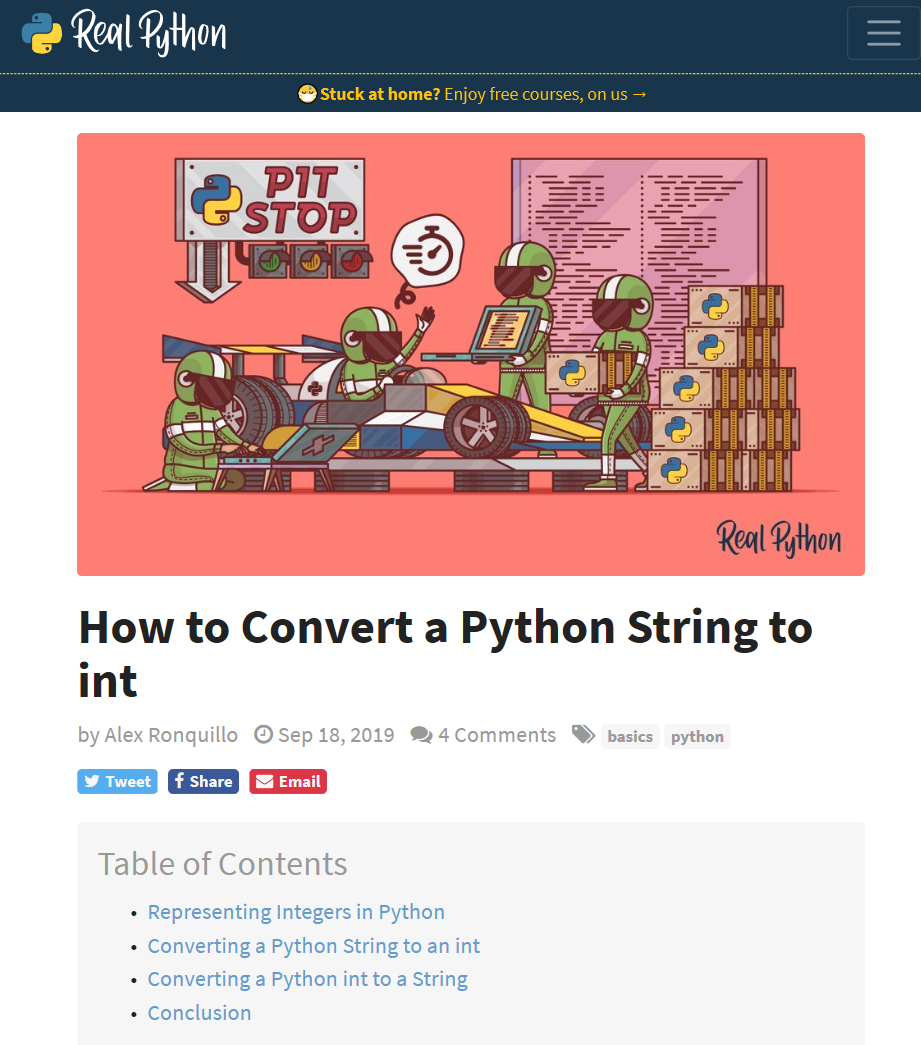 Real Python
Stuck at home? Enjoy free courses, on us →
PIT
STOP
Real Python
How to Convert a Python String to
int
by Alex Ronquillo Sep 18, 2019 4 Comments basics python
Tweet Share Email
Table of Contents
• Representing Integers in Python
• Converting a Python String to an int
• Converting a Python int to a String
• Conclusion